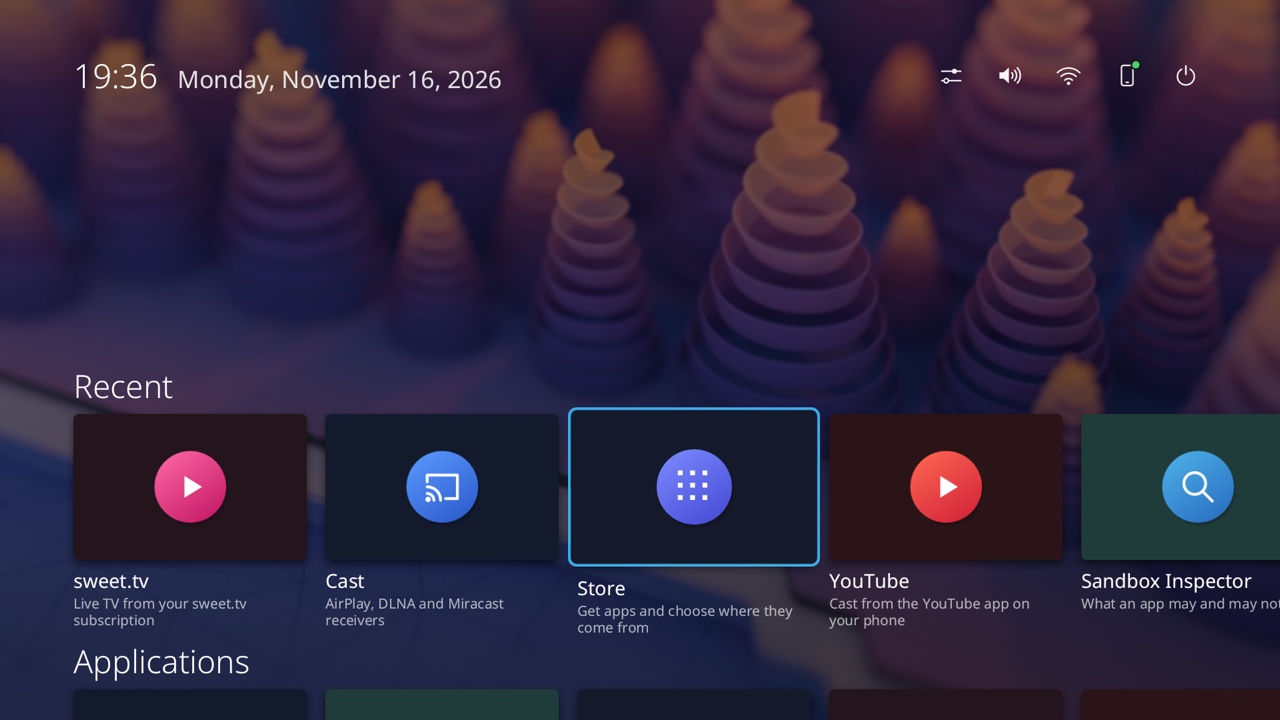 19:36 Monday, November 16, 2026
Recent
sweet.tv
Live TV from your sweet.tv
subscription
Cast
AirPlay, DLNA and Miracast
receivers
Store
Get apps and choose where they
come from
YouTube
Cast from the YouTube app on
your phone
Sandbox Inspector
What an app may and may not
Applications